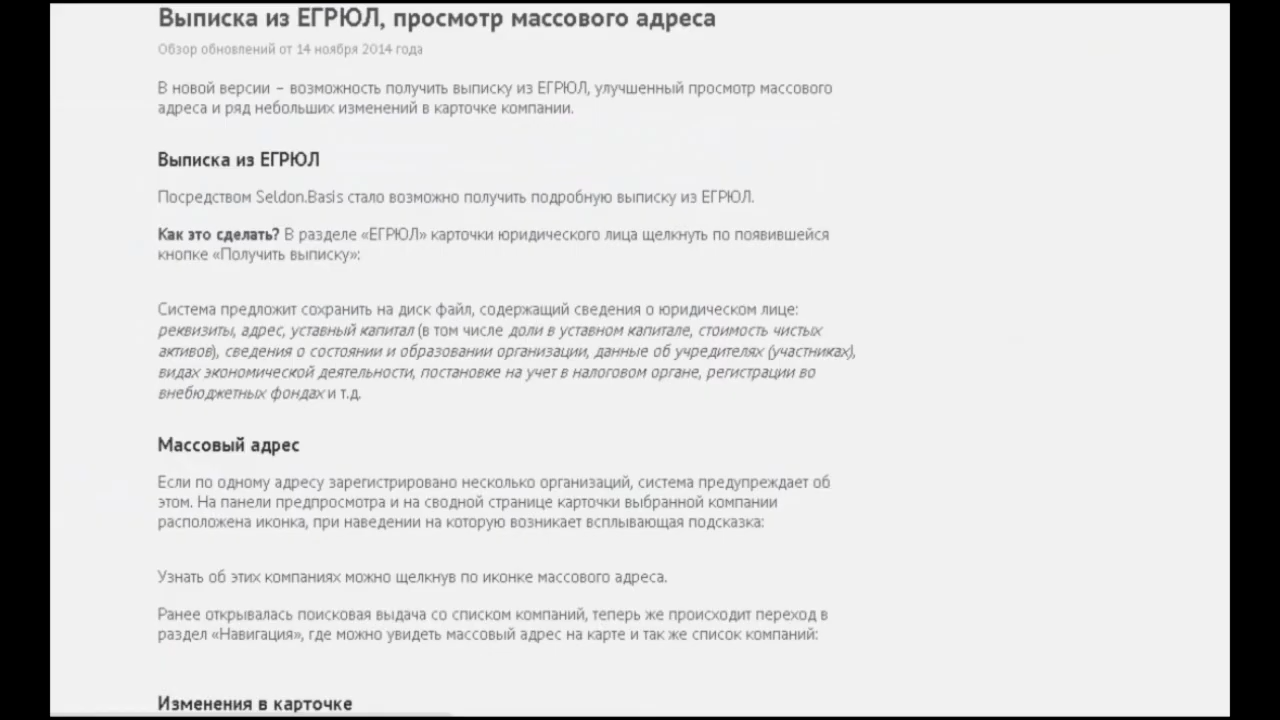 Выписка из ЕГРЮЛ, просмотр массового адреса
Обзор обновлений от 14 ноября 2014 года
В новой версии – возможность получить выписку из ЕГРЮЛ, улучшенный просмотр массового
адреса и ряд небольших изменений в карточке компании.
Выписка из ЕГРЮЛ
Посредством Seldon.Basis стало возможно получить подробную выписку из ЕГРЮЛ.
Как это сделать? В разделе «ЕГРЮЛ» карточки юридического лица щелкнуть по появившейся
кнопке «Получить выписку»:
Система предложит сохранить на диск файл, содержащий сведения о юридическом лице:
реквизиты, адрес, уставный капитал (в том числе доли в уставном капитале, стоимость чистых
активов), сведения о состоянии и образовании организации, данные об учредителях (участниках),
видах экономической деятельности, постановке на учет в налоговом органе, регистрации во
внебюджетных фондах и т.д.
Массовый адрес
Если по одному адресу зарегистрировано несколько организаций, система предупреждает об
этом. На панели предпросмотра и на сводной странице карточки выбранной компании
расположена иконка, при наведении на которую возникает всплывающая подсказка:
Узнать об этих компаниях можно щелкнув по иконке массового адреса.
Ранее открывалась поисковая выдача со списком компаний, теперь же происходит переход в
раздел «Навигация», где можно увидеть массовый адрес на карте и так же список компаний:
Изменения в карточке